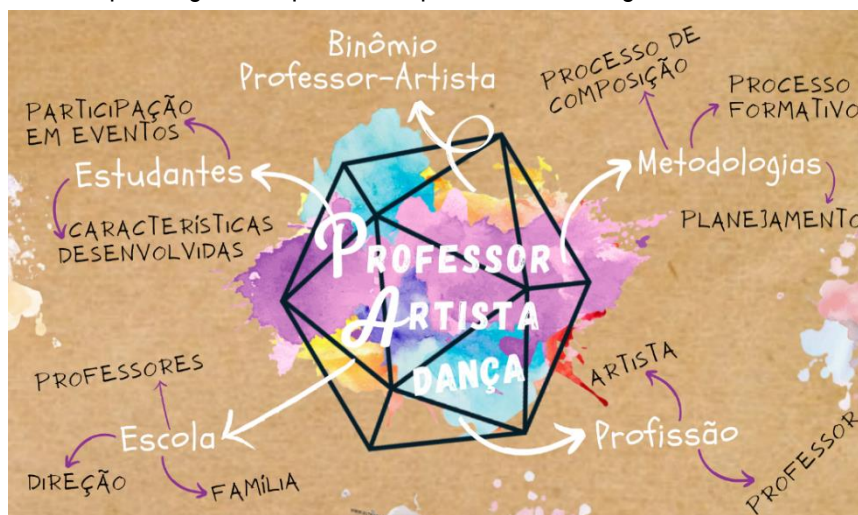 Binômio
Professor-Artista
PROCESSO DE
COMPOSIÇÃO
PROCESSO
FORMATIVO
Metodologias
PLANEJAMENTO
PARTICIPAÇÃO
EM EVENTOS
Estudantes
CARACTERÍSTICAS
DESENVOLVIDAS
PROFESSOR
ARTISTA
DANÇA
PROFESSORES
Escola
DIREÇÃO
FAMÍLIA
ARTISTA
Profissão
PROFESSOR